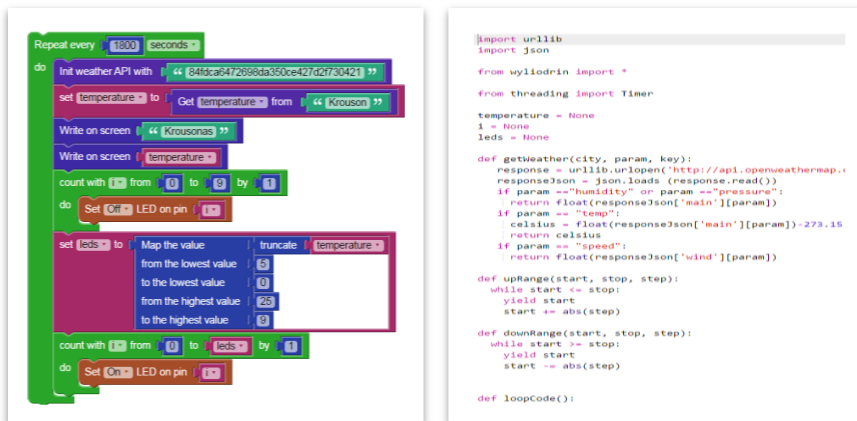 Repeat every 1800 seconds
do Init weather API with “ 84fdca6472698da350ce427d2f730421 ”
set temperature to Get temperature from “ Krouson ”
Write on screen “ Krousonas ”
Write on screen temperature
count with i from 0 to 9 by 1
do Set Off LED on pin i
set leds to Map the value truncate temperature
from the lowest value 5
to the lowest value 0
from the highest value 25
to the highest value 9
count with i from 0 to leds by 1
do Set On LED on pin i
import urllib
import json
from wyliodrin import *
from threading import Timer
temperature = None
i = None
leds = None
def getWeather(city, param, key):
response = urllib.urlopen('http://api.openweathermap.
responseJson = json.loads (response.read())
if param =="humidity" or param =="pressure":
return float(responseJson['main'][param])
if param == "temp":
celsius = float(responseJson['main'][param])-273.15
return celsius
if param == "speed":
return float(responseJson['wind'][param])
def upRange(start, stop, step):
while start <= stop:
yield start
start += abs(step)
def downRange(start, stop, step):
while start >= stop:
yield start
start -= abs(step)
def loopCode():